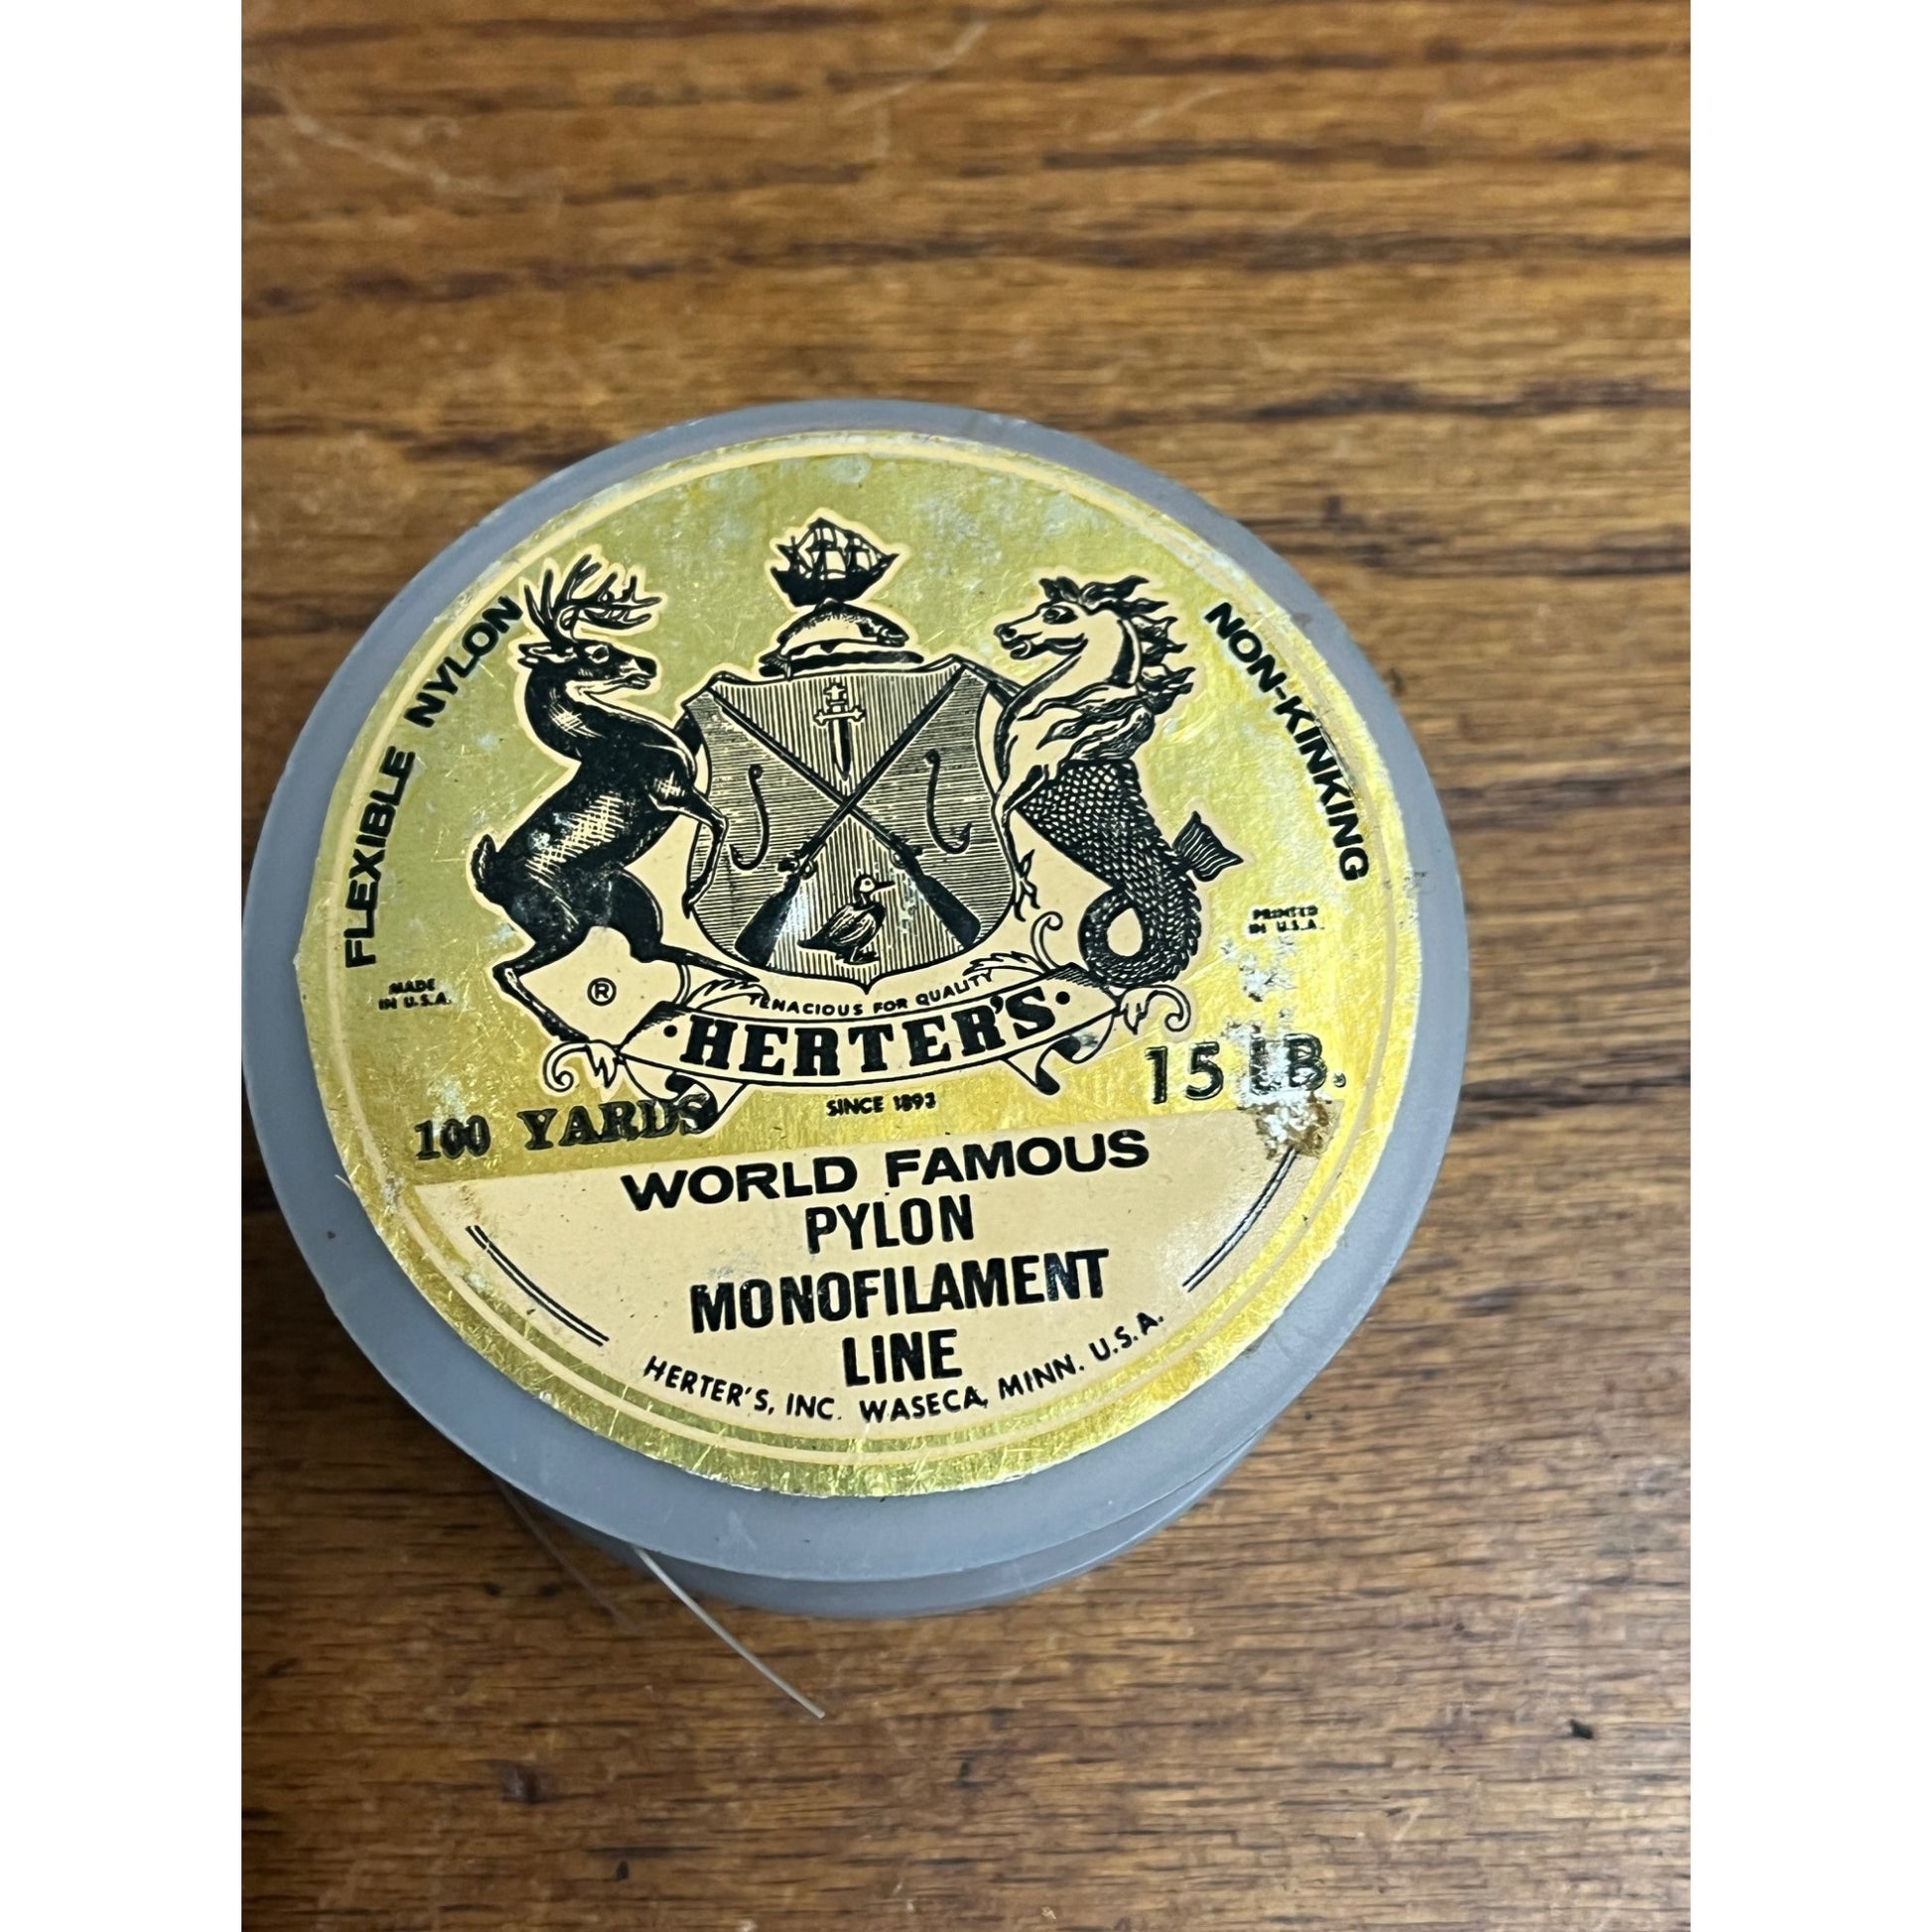 FLEXIBLE NYLON
NON-KINKING
PRINTED
IN U.S.A.
MADE
IN U.S.A.
®
TENACIOUS FOR QUALITY
·HERTER'S·
SINCE 1893
100 YARDS
15 LB.
WORLD FAMOUS
PYLON
MONOFILAMENT
LINE
HERTER'S, INC. WASECA, MINN. U.S.A.